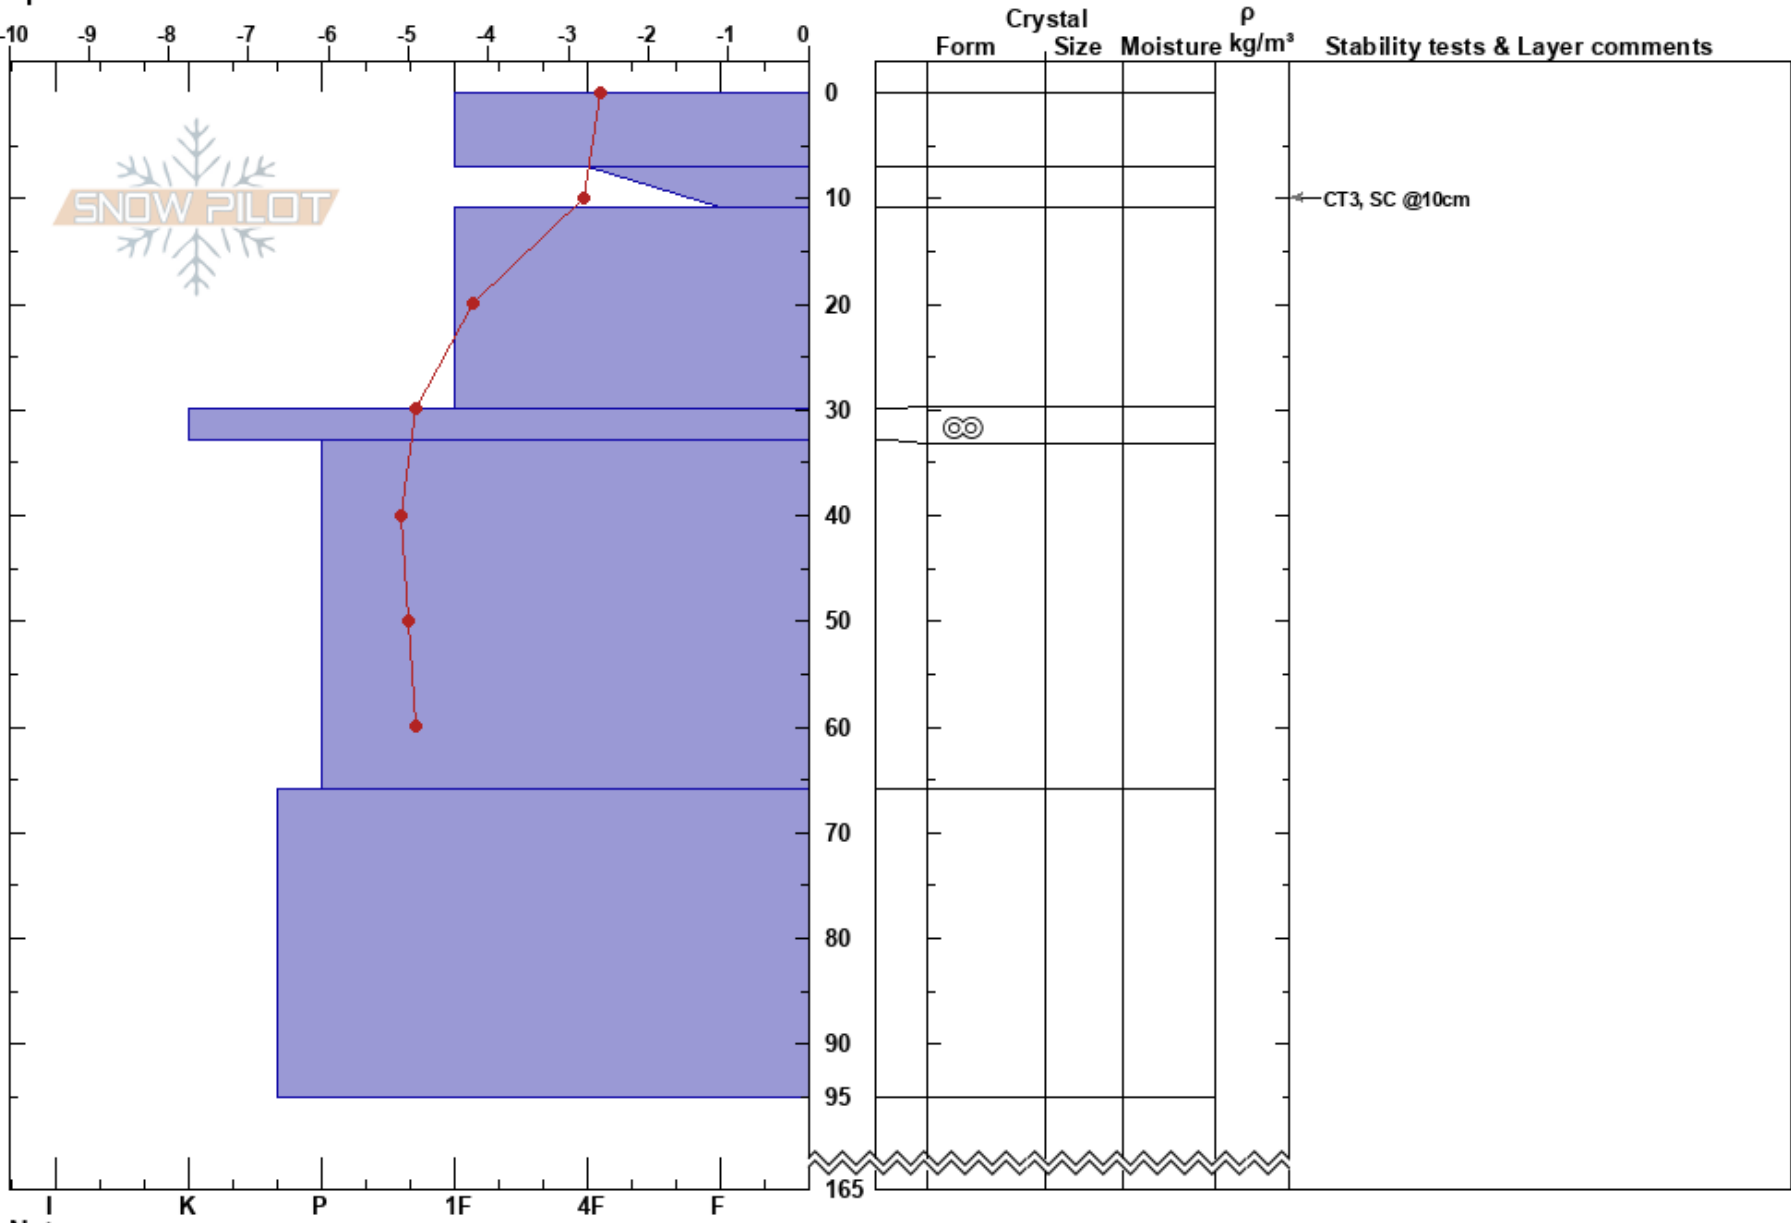 Crystal ρ
Form Size Moisture kg/m³ Stability tests & Layer comments
-10 -9 -8 -7 -6 -5 -4 -3 -2 -1 0
SNOW PILOT
0
10
CT3, SC @10cm
20
30
40
50
60
70
80
90
95
165
I K P 1F 4F F